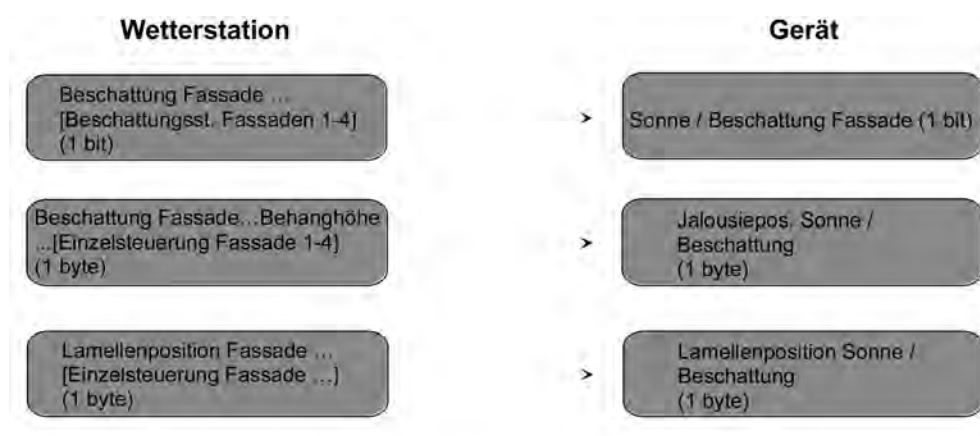 Wetterstation
Gerät
Beschattung Fassade ...
[Beschattungsst. Fassaden 1-4]
(1 bit)
Sonne / Beschattung Fassade (1 bit)
Beschattung Fassade...Behanghöhe
...[Einzelsteuerung Fassade 1-4]
(1 byte)
Jalousiepos. Sonne /
Beschattung
(1 byte)
Lamellenposition Fassade ...
[Einzelsteuerung Fassade ...]
(1 byte)
Lamellenposition Sonne /
Beschattung
(1 byte)